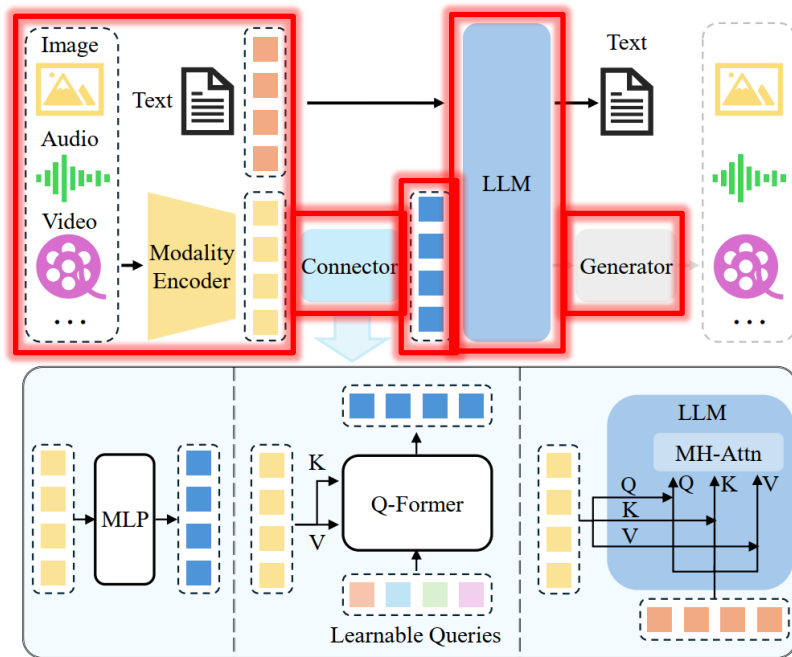 Image
Text
Text
Audio
LLM
Video
Modality
Encoder
Connector
Generator
...
...
LLM
MH-Attn
K
Q-Former
V
MLP
Q
Q
K
V
K
V
Learnable Queries